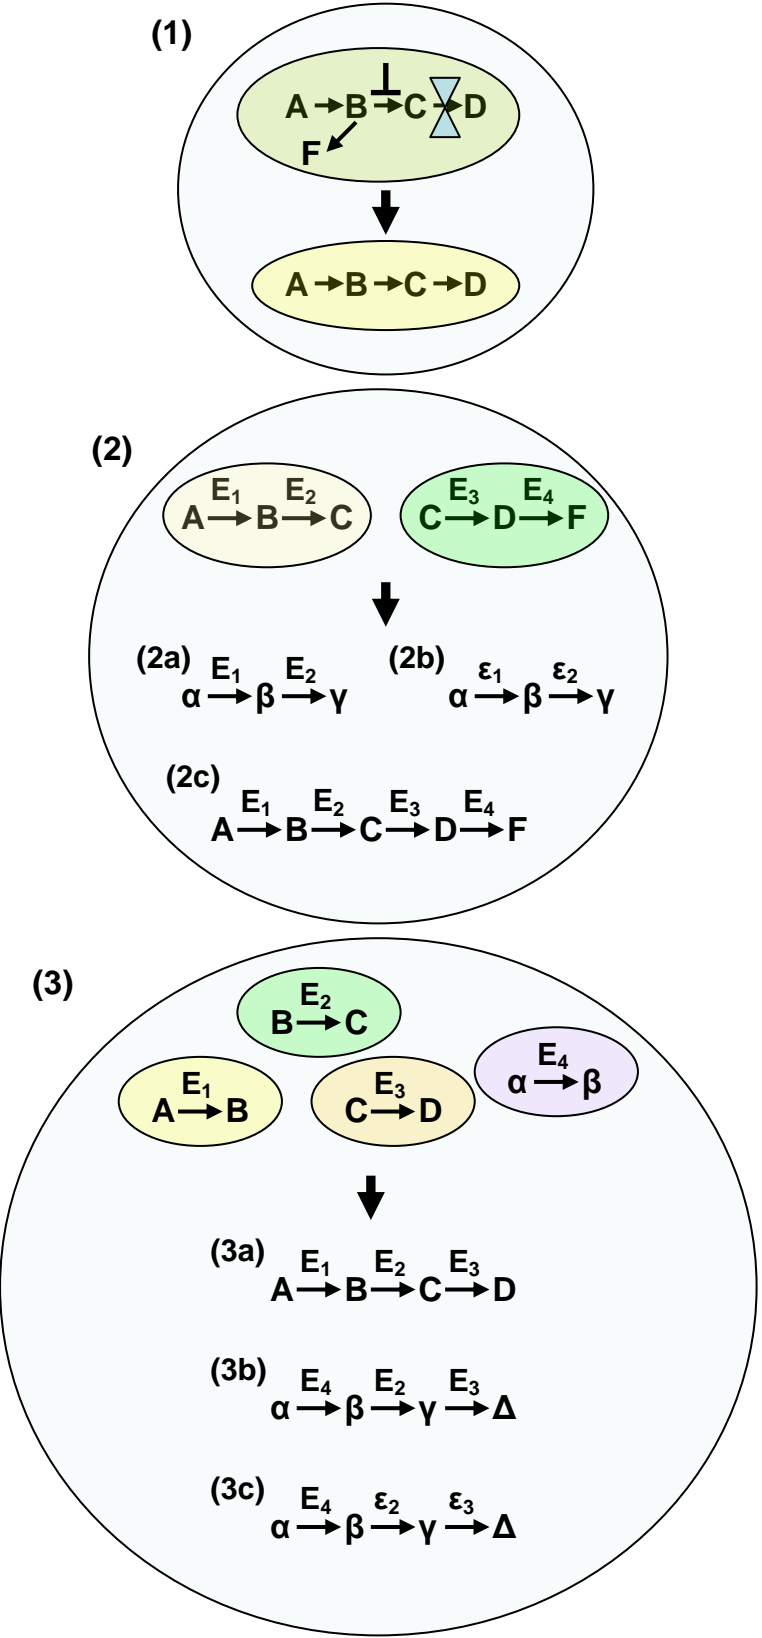 (1)
A → B → C → D
F
A → B → C → D
(2)
E₁ E₂
A → B → C
E₃ E₄
C → D → F
(2a)
E₁ E₂
α → β → γ
(2b)
ε₁ ε₂
α → β → γ
(2c)
E₁ E₂ E₃ E₄
A → B → C → D → F
(3)
E₂
B → C
E₁
A → B
E₃
C → D
E₄
α → β
(3a)
E₁ E₂ E₃
A → B → C → D
(3b)
E₄ E₂ E₃
α → β → γ → Δ
(3c)
E₄ ε₂ ε₃
α → β → γ → Δ